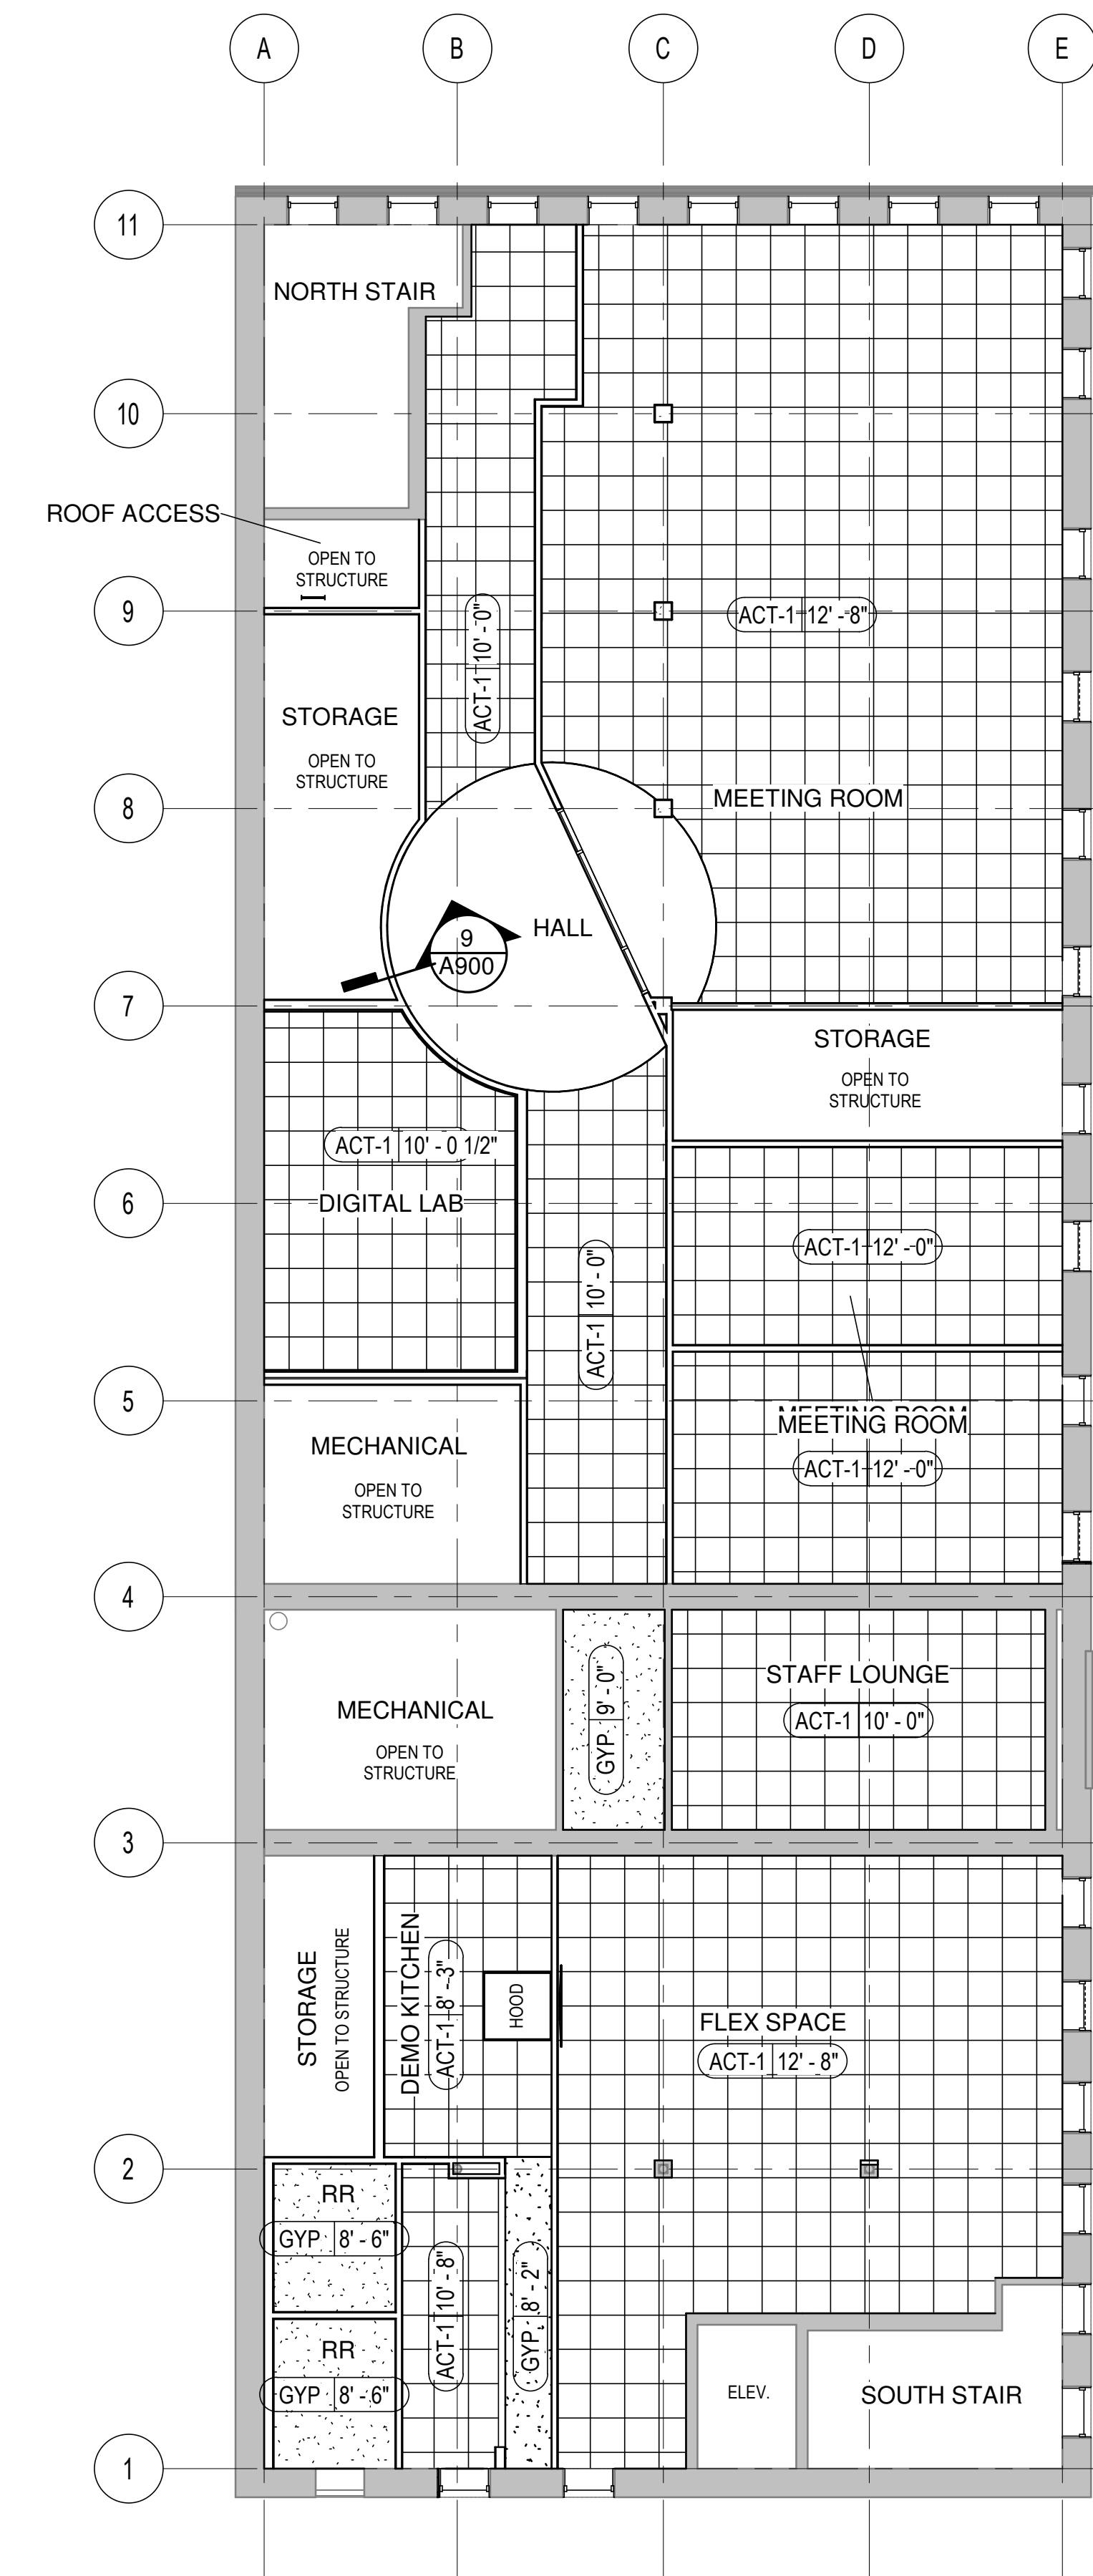 A B C D E
11
NORTH STAIR
10
ROOF ACCESS
OPEN TO
STRUCTURE
9
ACT-1 10' - 0"
ACT-1 12' - 8"
STORAGE
OPEN TO
STRUCTURE
8
MEETING ROOM
HALL
9
A900
7
STORAGE
OPEN TO
STRUCTURE
ACT-1 10' - 0 1/2"
DIGITAL LAB
6
ACT-1 12' - 0"
ACT-1 10' - 0"
5
MEETING ROOM
MEETING ROOM
ACT-1 12' - 0"
MECHANICAL
OPEN TO
STRUCTURE
4
MECHANICAL
OPEN TO
STRUCTURE
GYP 9' - 0"
STAFF LOUNGE
ACT-1 10' - 0"
3
STORAGE
OPEN TO STRUCTURE
DEMO KITCHEN
ACT-1 8' - 3"
HOOD
FLEX SPACE
ACT-1 12' - 8"
2
RR
GYP 8' - 6"
RR
GYP 8' - 6"
ACT-1 10' - 8"
GYP 8' - 2"
ELEV.
SOUTH STAIR
1